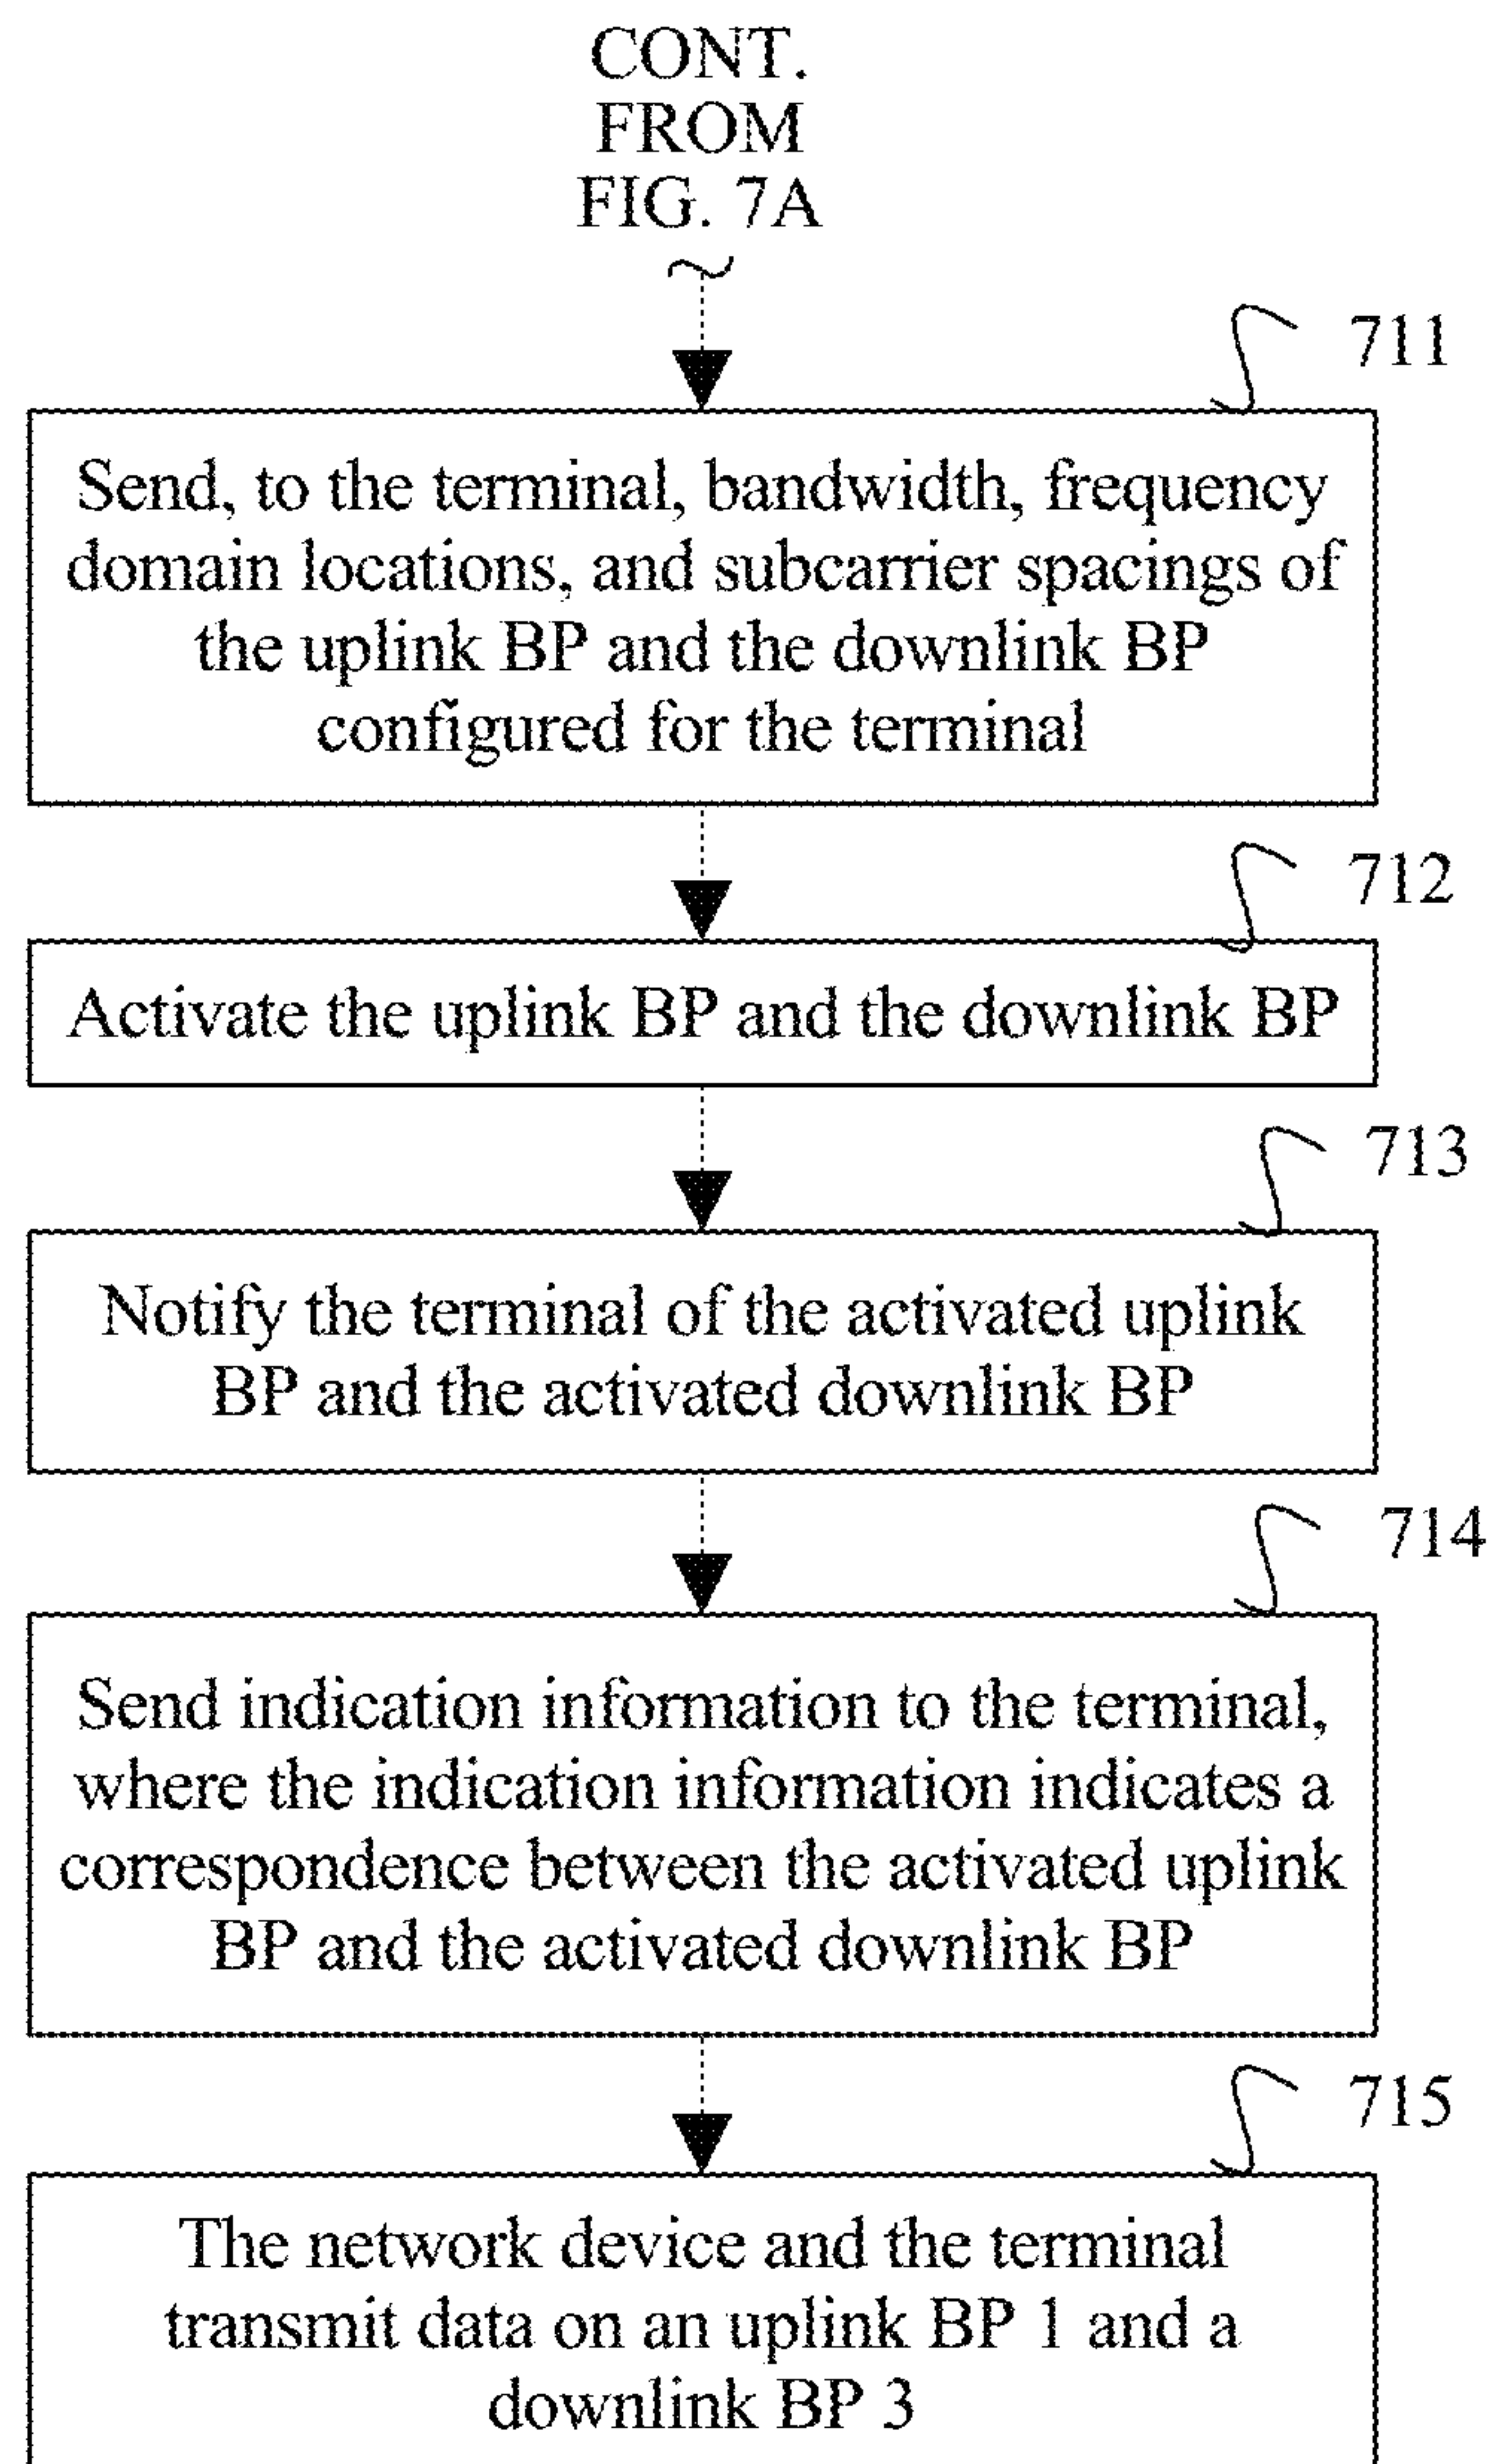 CONT.
FROM
FIG. 7A
711
Send, to the terminal, bandwidth, frequency
domain locations, and subcarrier spacings of
the uplink BP and the downlink BP
configured for the terminal
712
Activate the uplink BP and the downlink BP
713
Notify the terminal of the activated uplink
BP and the activated downlink BP
714
Send indication information to the terminal,
where the indication information indicates a
correspondence between the activated uplink
BP and the activated downlink BP
715
The network device and the terminal
transmit data on an uplink BP 1 and a
downlink BP 3